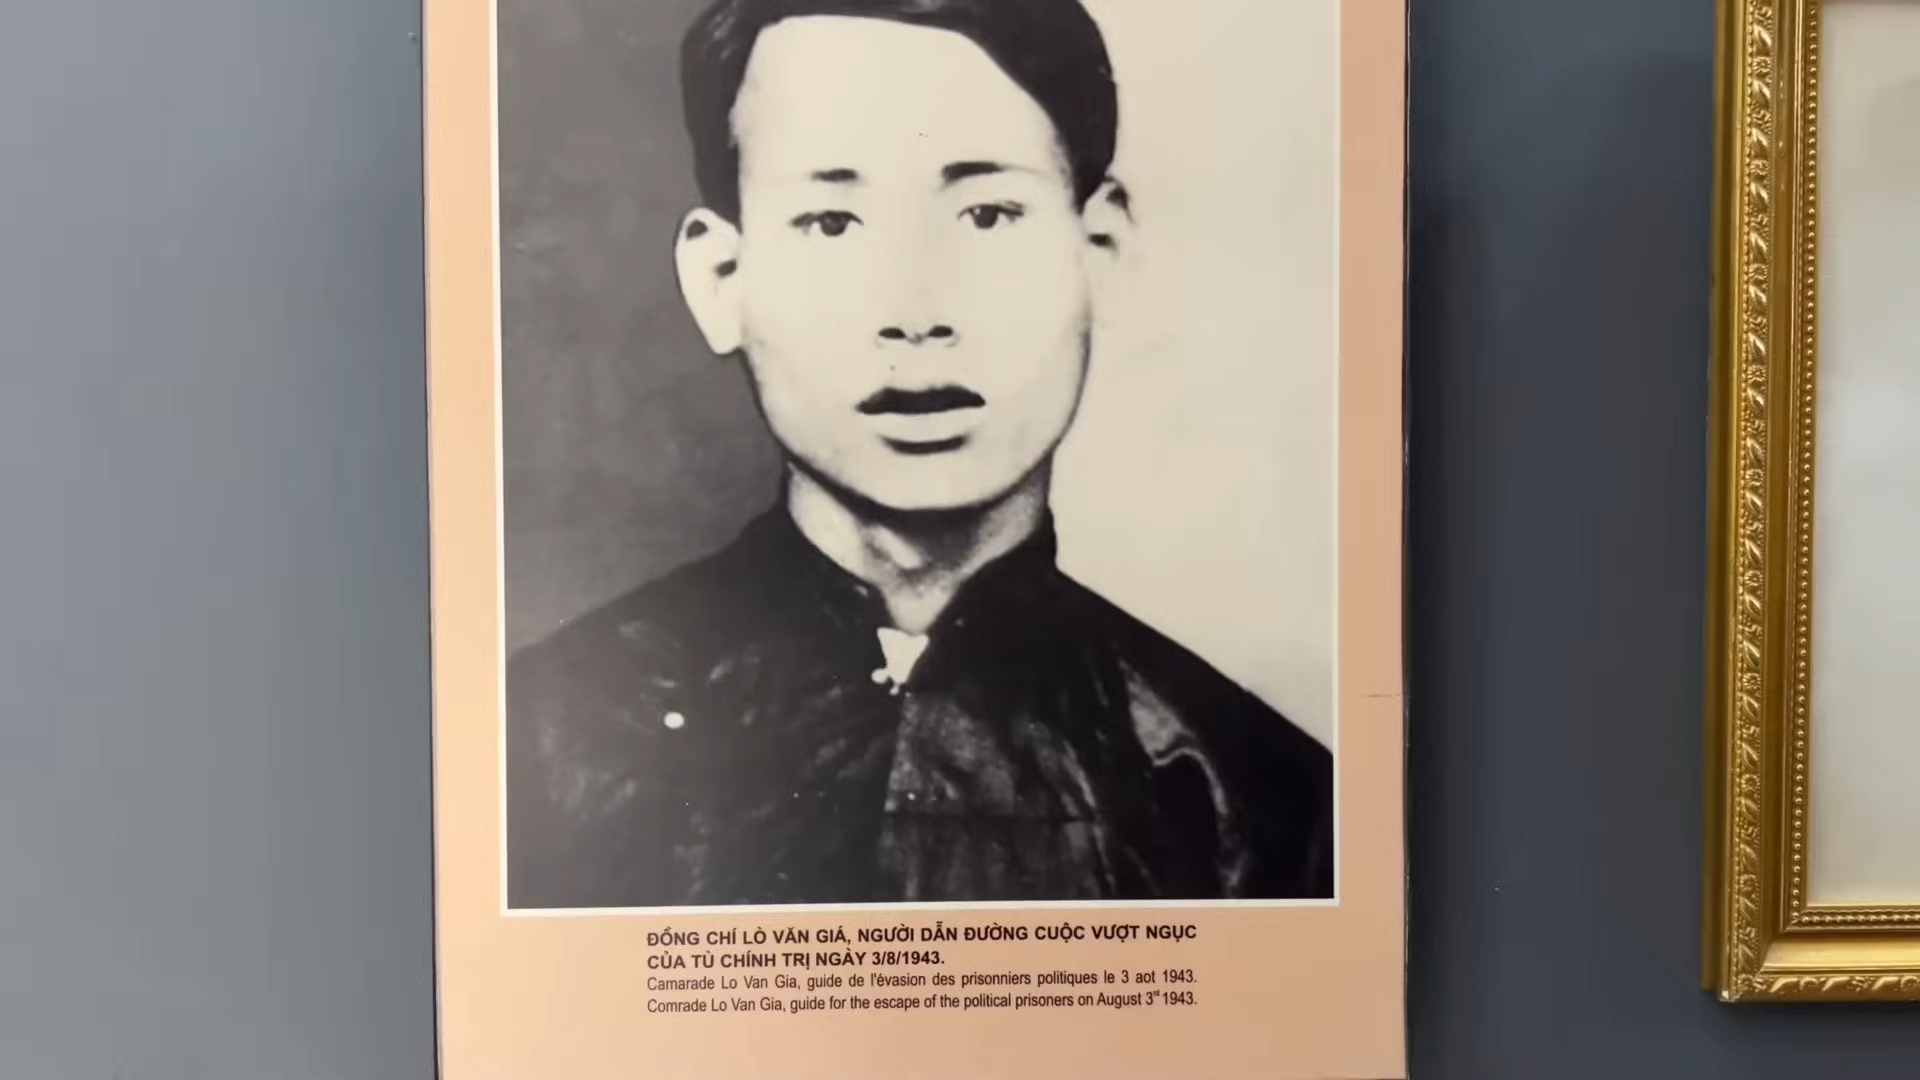 ĐỒNG CHÍ LÒ VĂN GIÁ, NGƯỜI DẪN ĐƯỜNG CUỘC VƯỢT NGỤC
CỦA TÙ CHÍNH TRỊ NGÀY 3/8/1943.
Camarade Lo Van Gia, guide de l'évasion des prisonniers politiques le 3 aot 1943.
Comrade Lo Van Gia, guide for the escape of the political prisoners on August 3rd 1943.